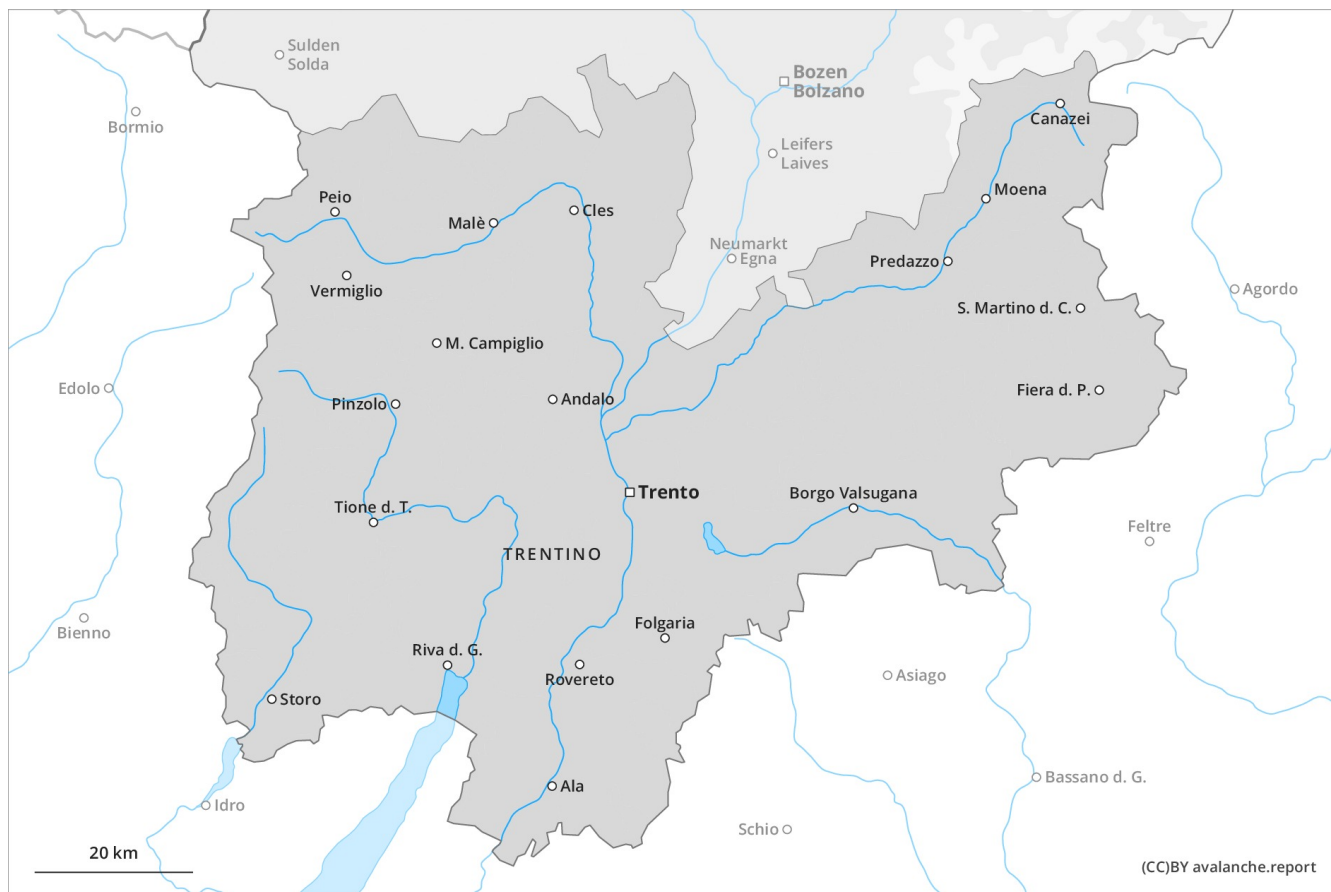 Sulden
Solda
Bozen
Bolzano
Bormio
Canazei
Leifers
Laives
Peio
Moena
Malè
Cles
Neumarkt
Egna
Predazzo
Vermiglio
Agordo
S. Martino d. C.
M. Campiglio
Edolo
Pinzolo
Andalo
Fiera d. P.
Trento
Borgo Valsugana
Tione d. T.
Feltre
TRENTINO
Bienno
Folgaria
Riva d. G.
Rovereto
Asiago
Storo
Ala
Bassano d. G.
Idro
Schio
20 km
(CC)BY avalanche.report